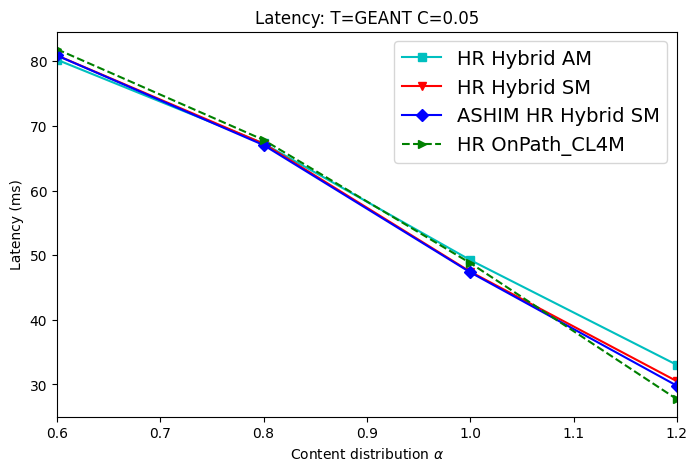 Latency: T=GEANT C=0.05
HR Hybrid AM
HR Hybrid SM
ASHIM HR Hybrid SM
HR OnPath_CL4M
Latency (ms)
80
70
60
50
40
30
0.6 0.7 0.8 0.9 1.0 1.1 1.2
Content distribution α